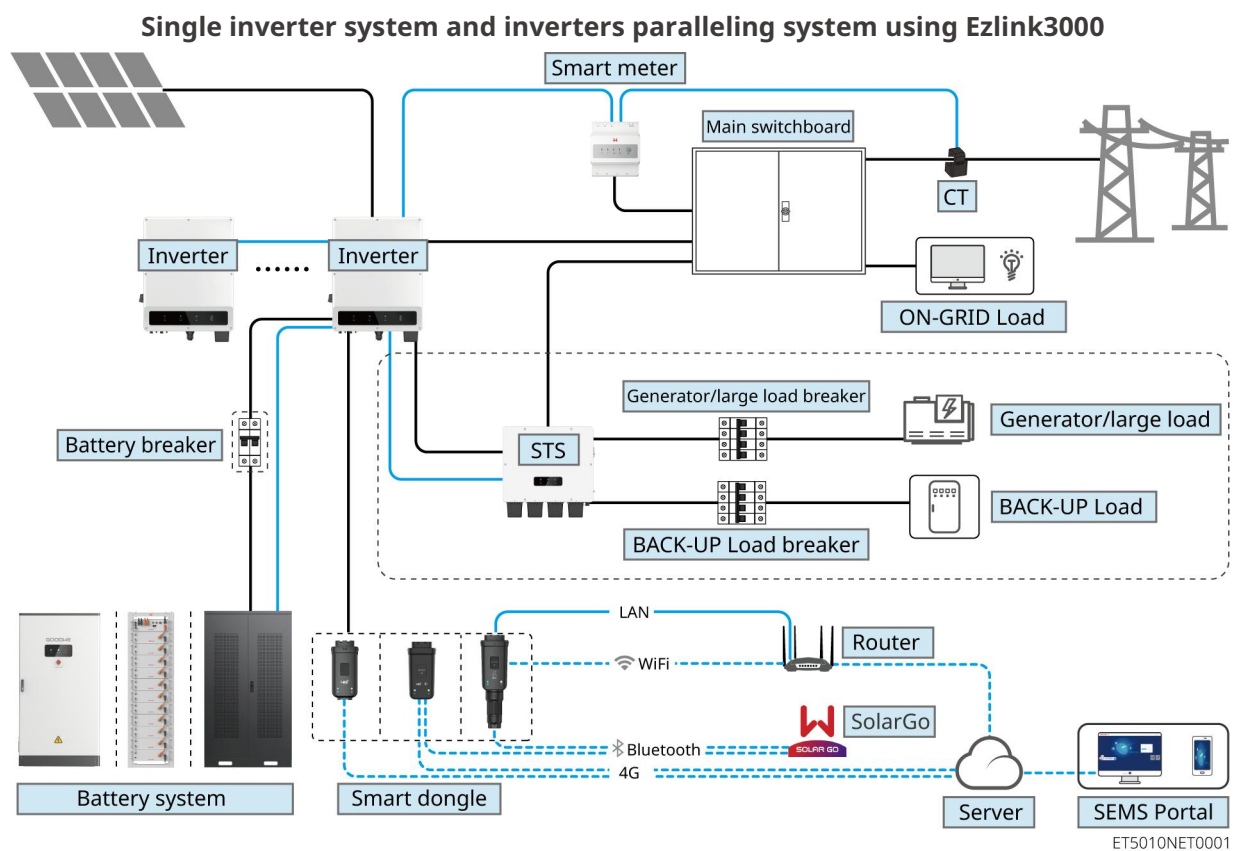 Single inverter system and inverters paralleling system using Ezlink3000
Smart meter
Main switchboard
CT
Inverter
......
Inverter
ON-GRID Load
Generator/large load breaker
Generator/large load
Battery breaker
STS
BACK-UP Load
BACK-UP Load breaker
LAN
Router
WiFi
GOODWE
SolarGo
SOLAR GO
Bluetooth
4G
Battery system
Smart dongle
Server
SEMS Portal
ET5010NET0001